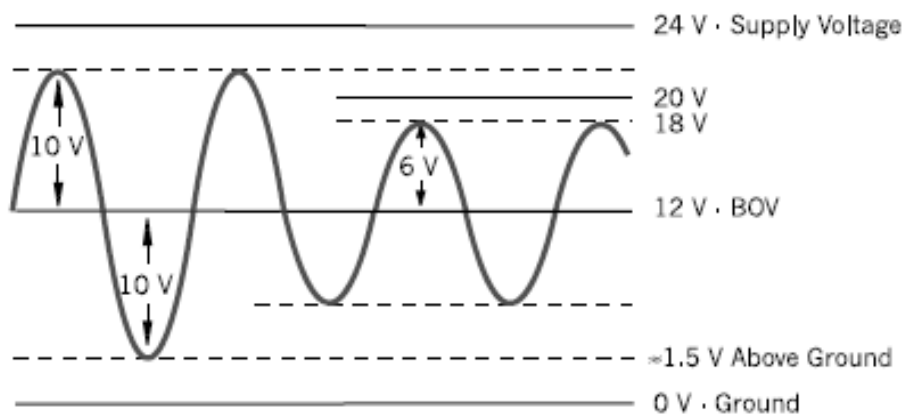 24 V · Supply Voltage
20 V
18 V
10 V
6 V
12 V · BOV
10 V
≈1.5 V Above Ground
0 V · Ground